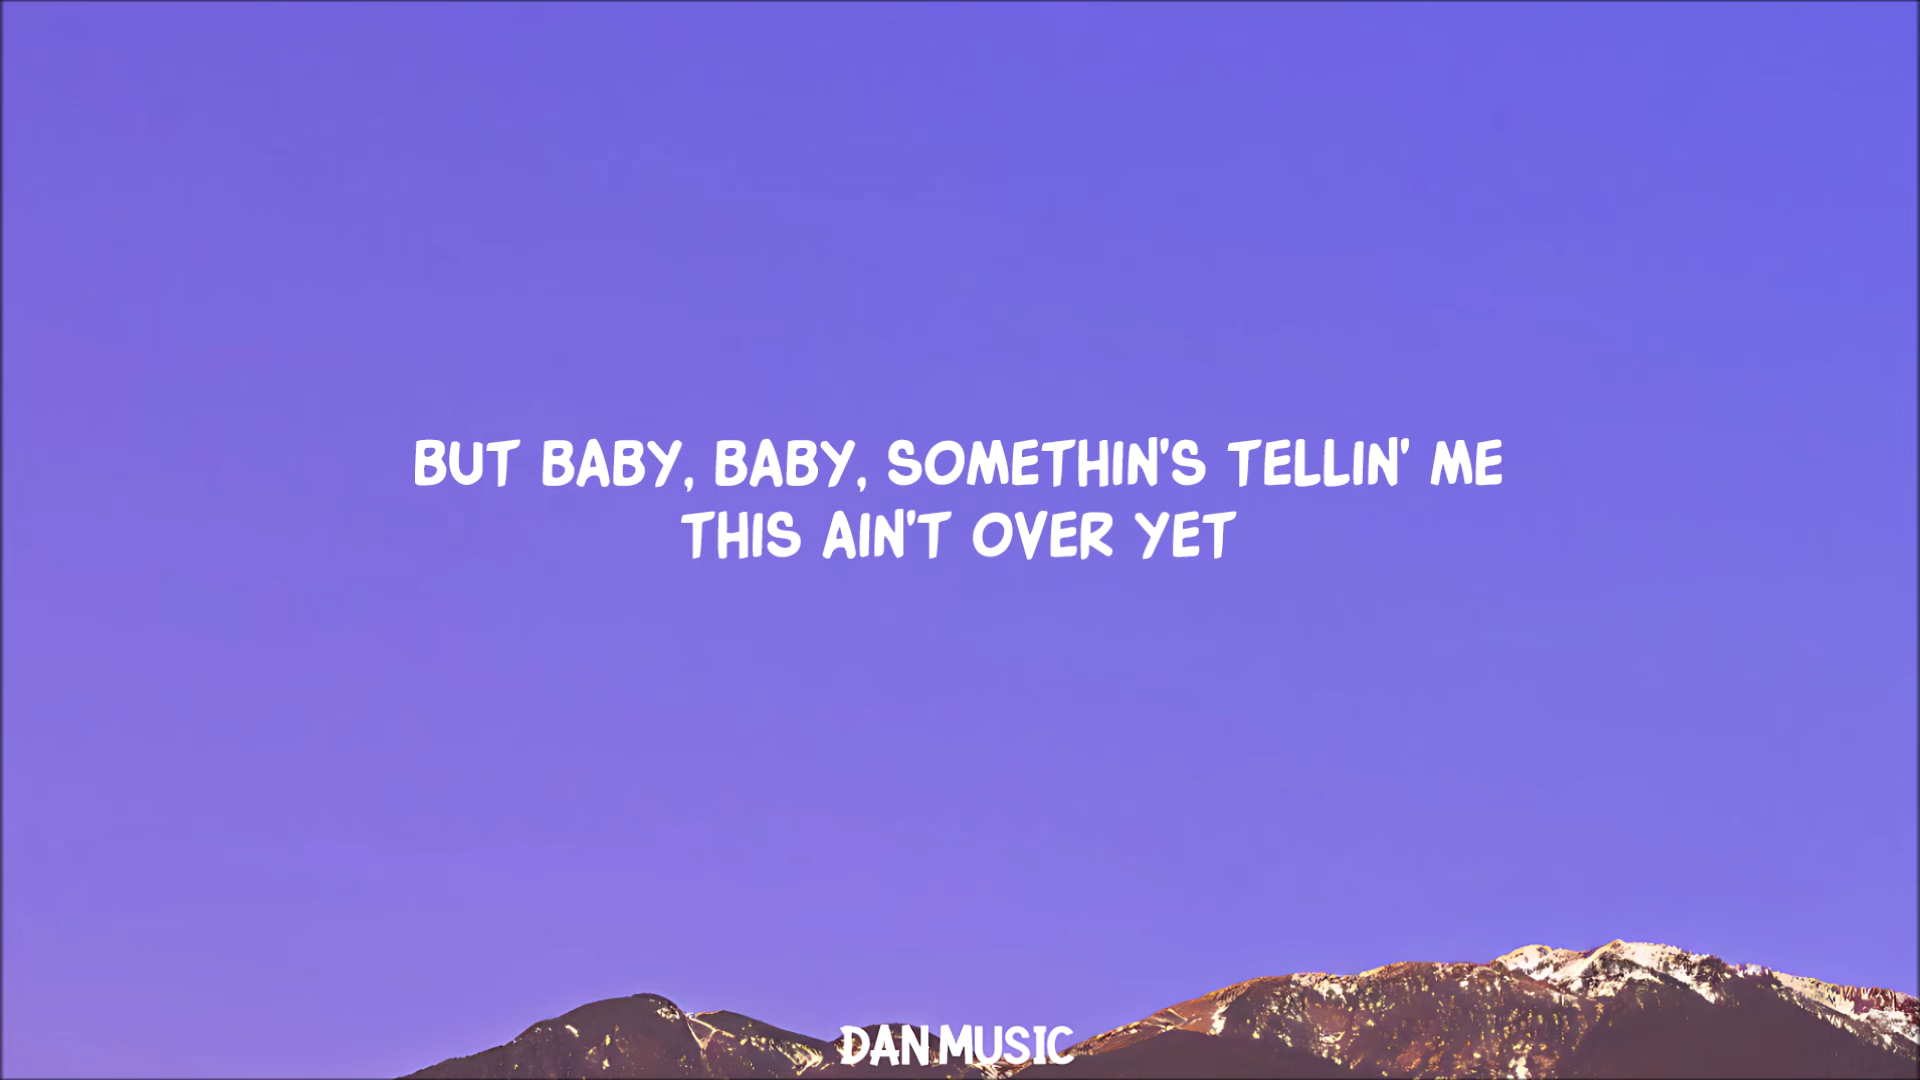 BUT BABY, BABY, SOMETHIN'S TELLIN' ME
THIS AIN'T OVER YET
DAN MUSIC